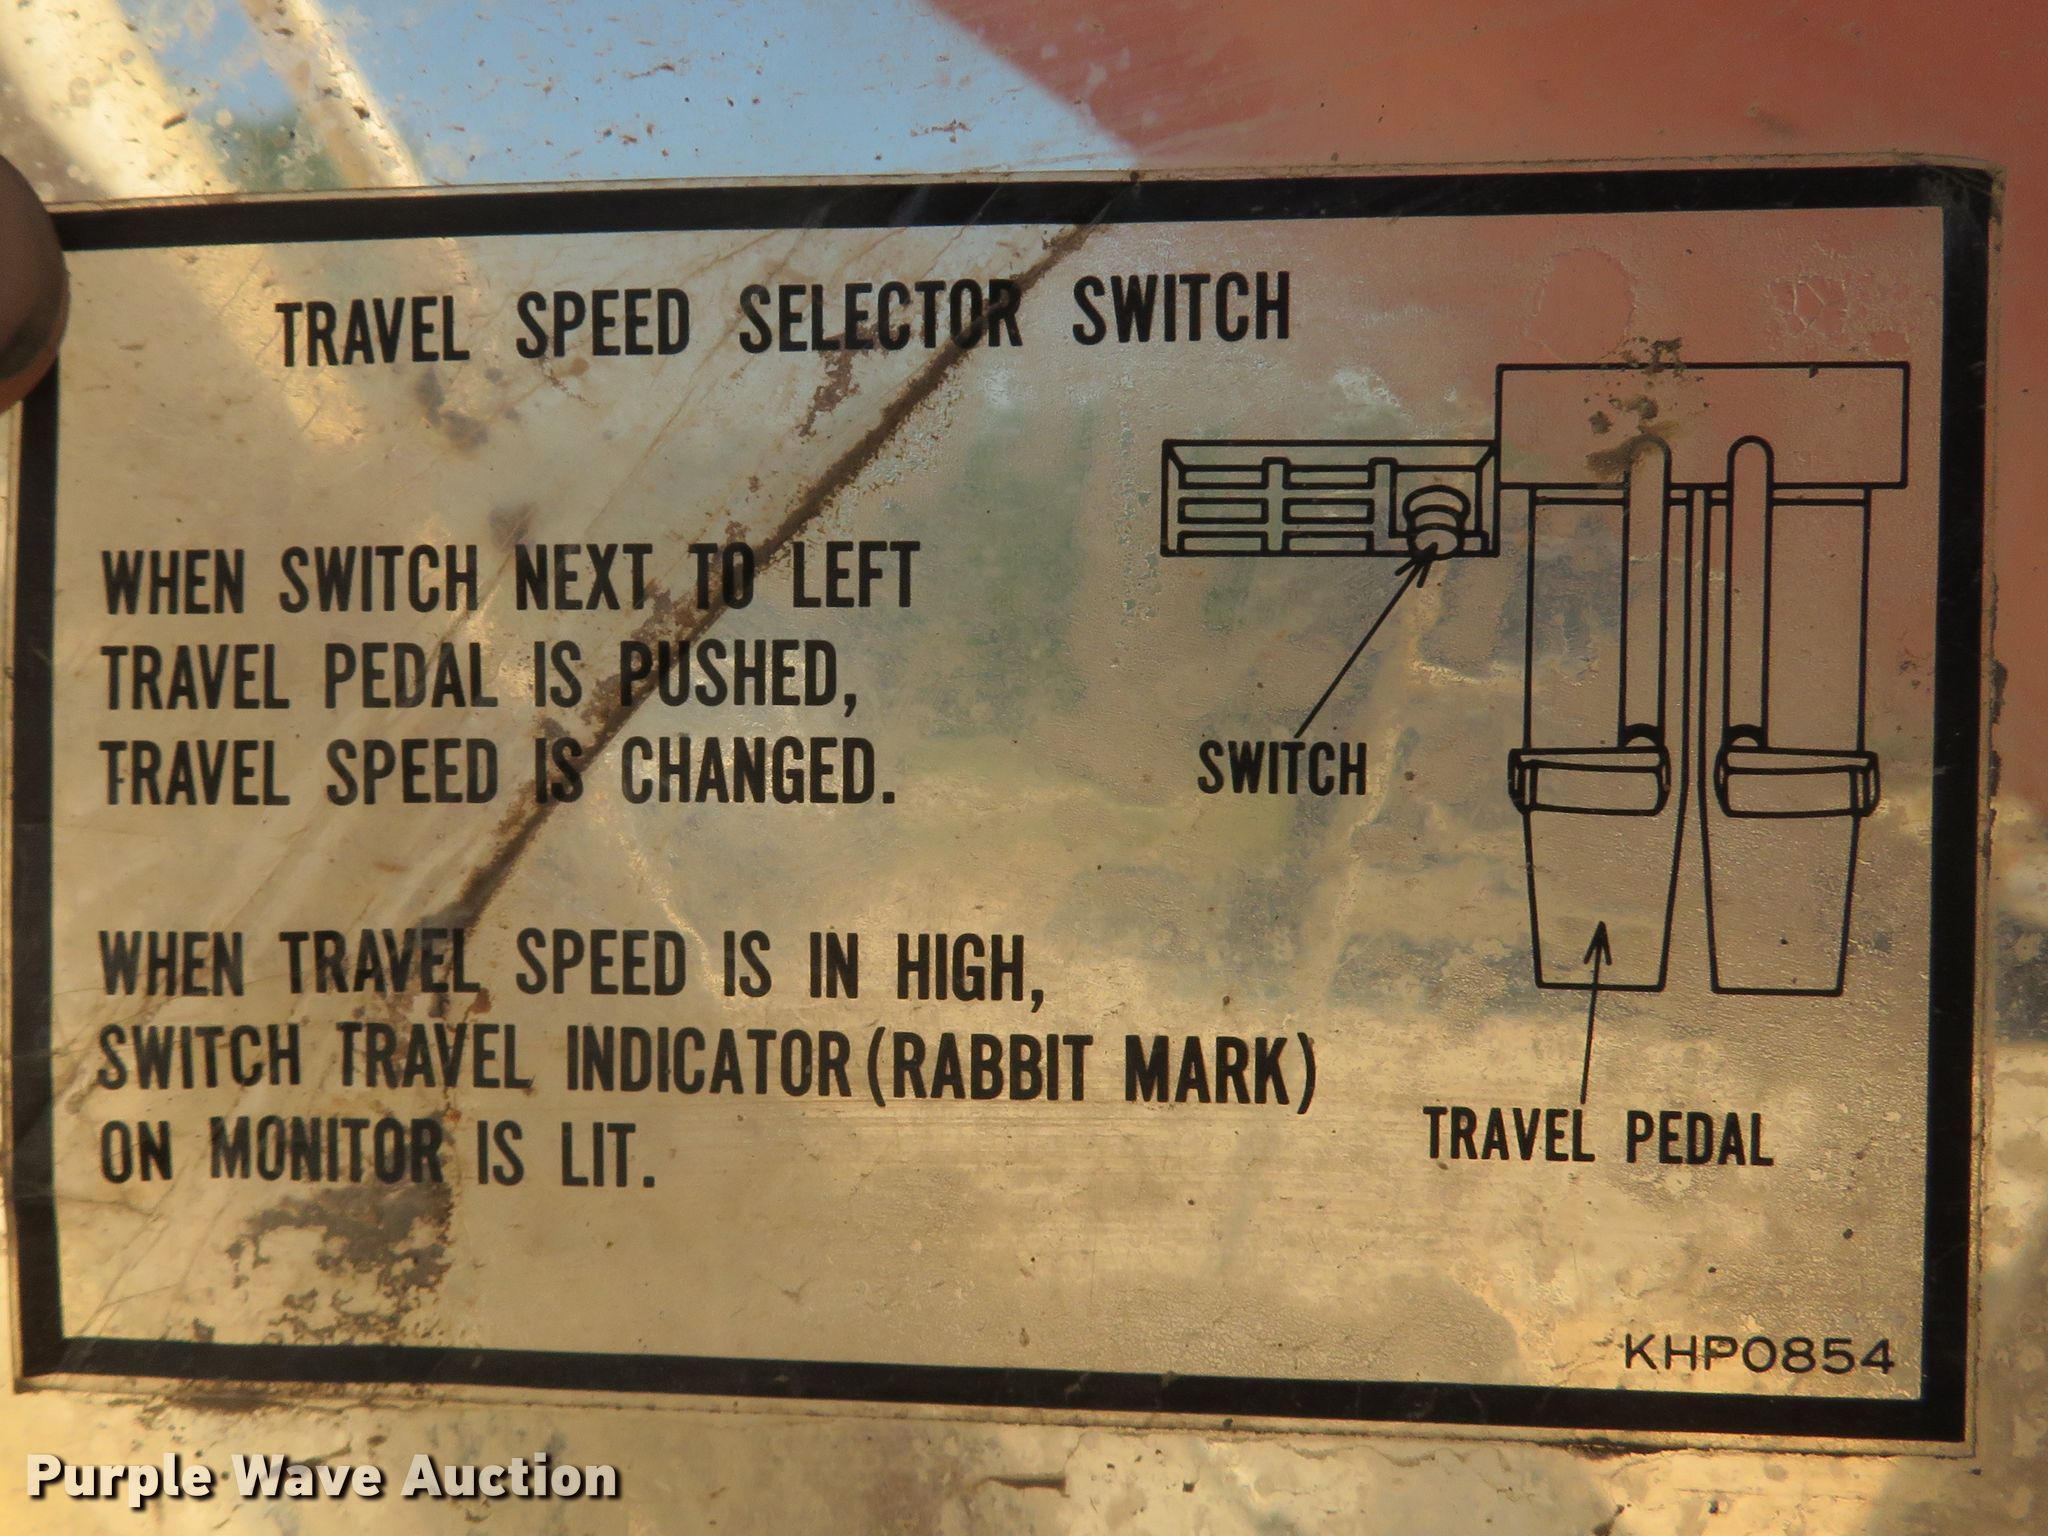 TRAVEL SPEED SELECTOR SWITCH
WHEN SWITCH NEXT TO LEFT
TRAVEL PEDAL IS PUSHED,
TRAVEL SPEED IS CHANGED.
SWITCH
WHEN TRAVEL SPEED IS IN HIGH,
SWITCH TRAVEL INDICATOR (RABBIT MARK)
ON MONITOR IS LIT.
TRAVEL PEDAL
KHP0854
Purple Wave Auction